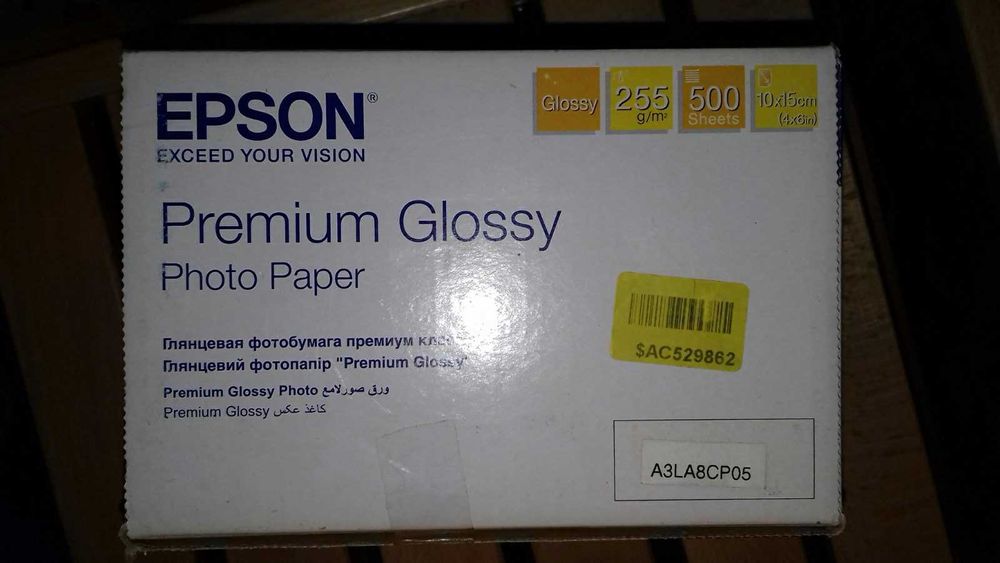 EPSON®
EXCEED YOUR VISION
Glossy
255
g/m²
500
Sheets
10x15cm
(4x6in)
Premium Glossy
Photo Paper
Глянцевая фотобумага премиум
Глянцевий фотопапір "Premium Glossy"
Premium Glossy Photo ورق صور لامع
Premium Glossy كاغذ عكس
$AC529862
A3LA8CP05